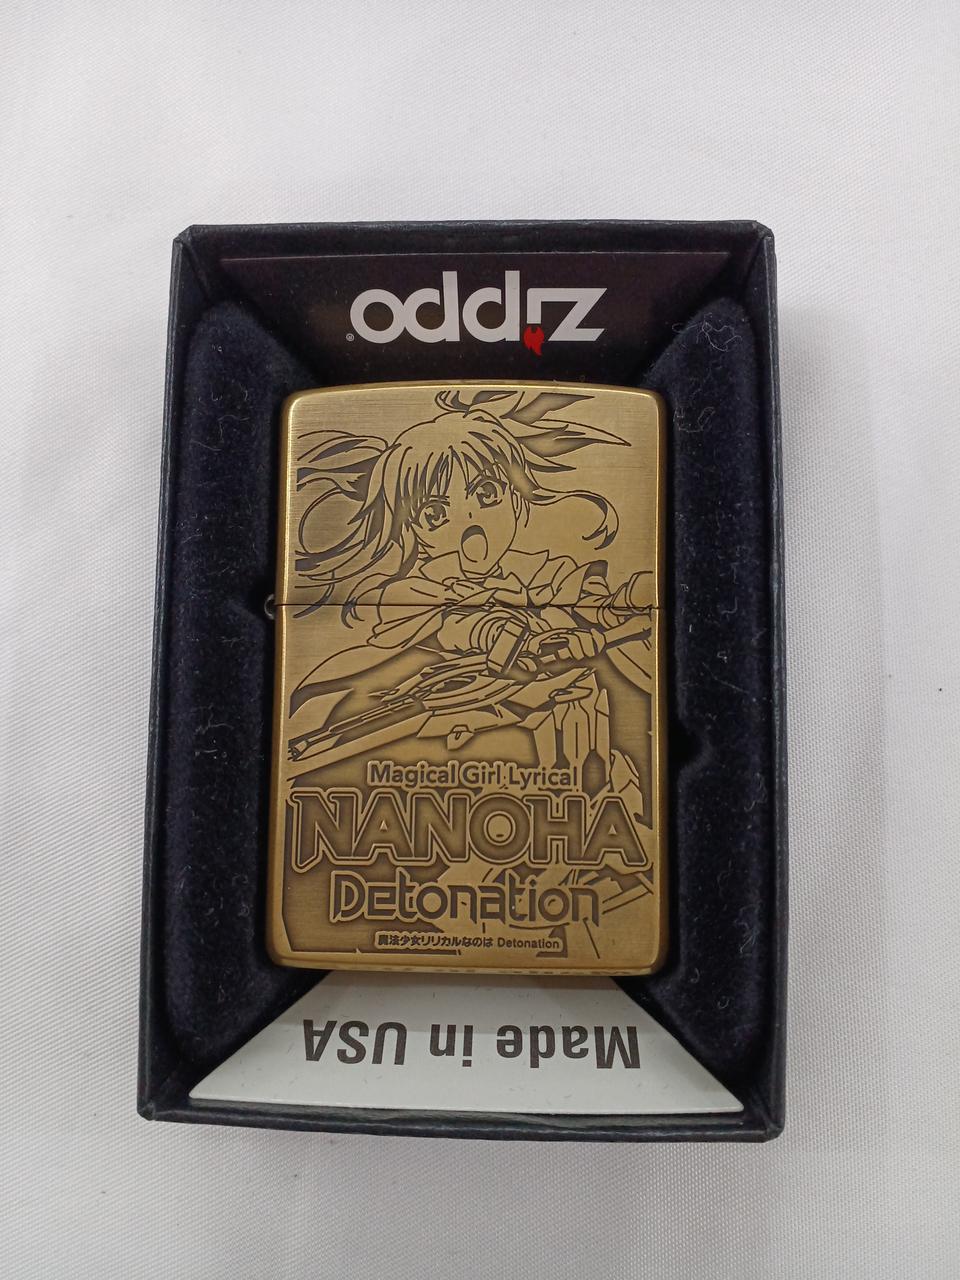 Zippo®
Magical Girl Lyrical
NANOHA
Detonation
魔法少女リリカルなのは Detonation
Made in USA